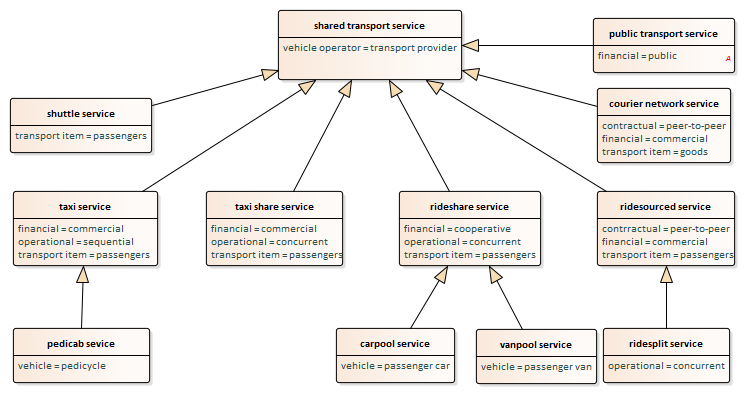 shared transport service
vehicle operator = transport provider
public transport service
financial = public
A
shuttle service
transport item = passengers
courier network service
contractual = peer-to-peer
financial = commercial
transport item = goods
taxi service
financial = commercial
operational = sequential
transport item = passengers
taxi share service
financial = commercial
operational = concurrent
transport item = passengers
rideshare service
financial = cooperative
operational = concurrent
transport item = passengers
ridesourced service
contrractual = peer-to-peer
financial = commercial
transport item = passengers
pedicab sevice
vehicle = pedicycle
carpool service
vehicle = passenger car
vanpool service
vehicle = passenger van
ridesplit service
operational = concurrent